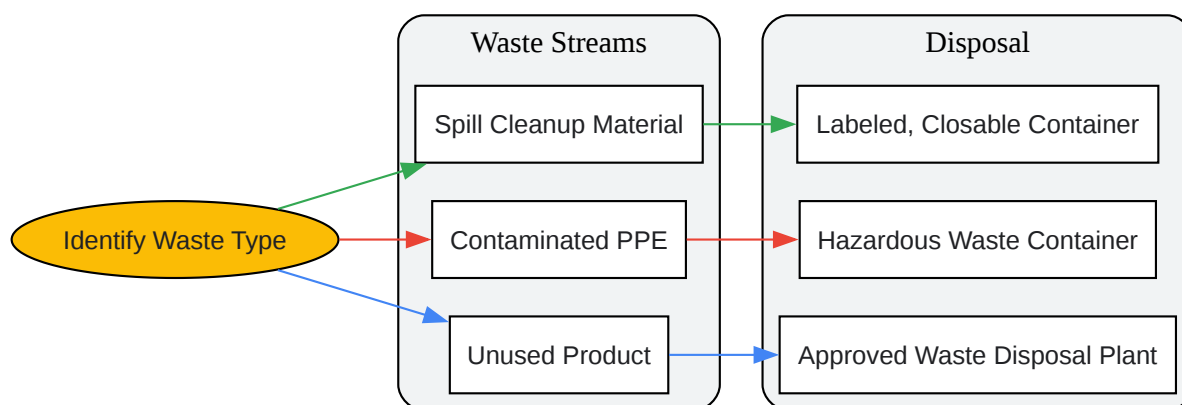 Waste Streams
Disposal
Spill Cleanup Material
Labeled, Closable Container
Identify Waste Type
Contaminated PPE
Hazardous Waste Container
Unused Product
Approved Waste Disposal Plant